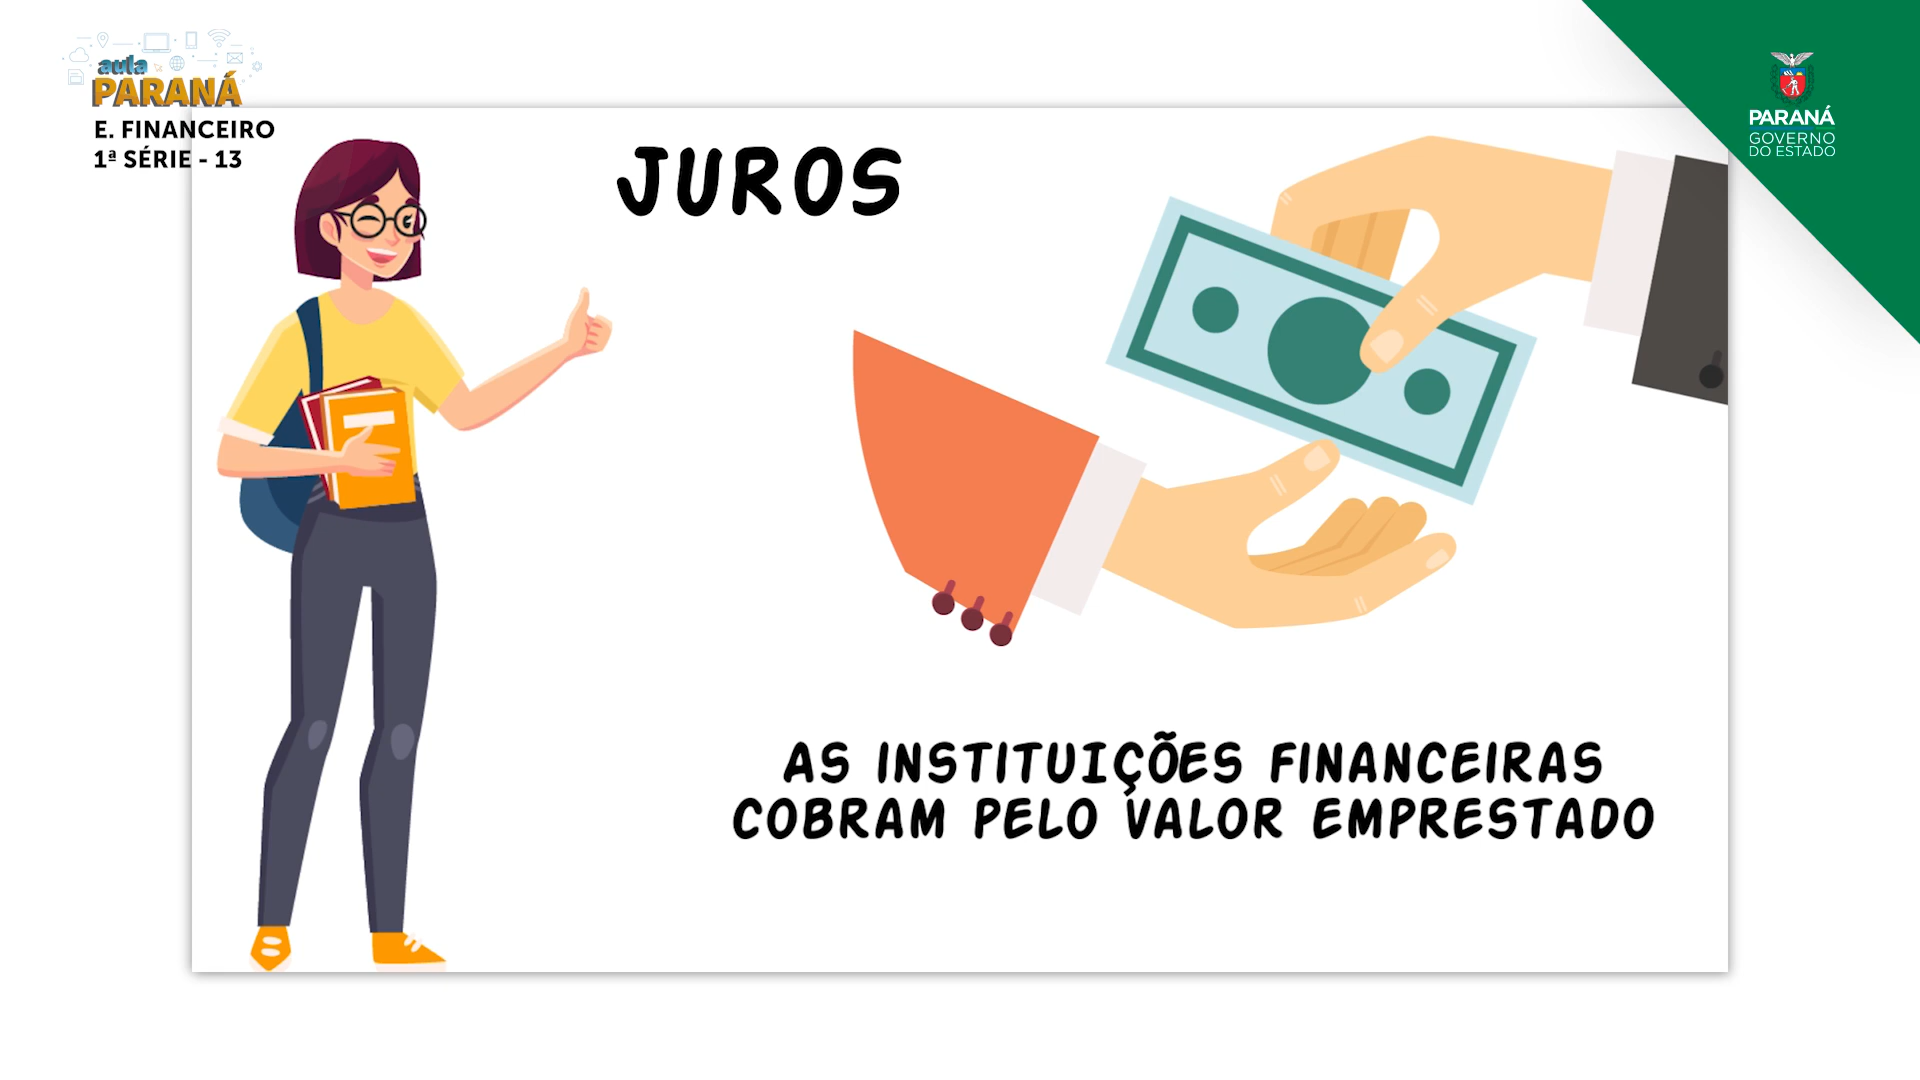 aula
PARANÁ
E. FINANCEIRO
1ª SÉRIE - 13
PARANÁ
GOVERNO
DO ESTADO
JUROS
AS INSTITUIÇÕES FINANCEIRAS
COBRAM PELO VALOR EMPRESTADO